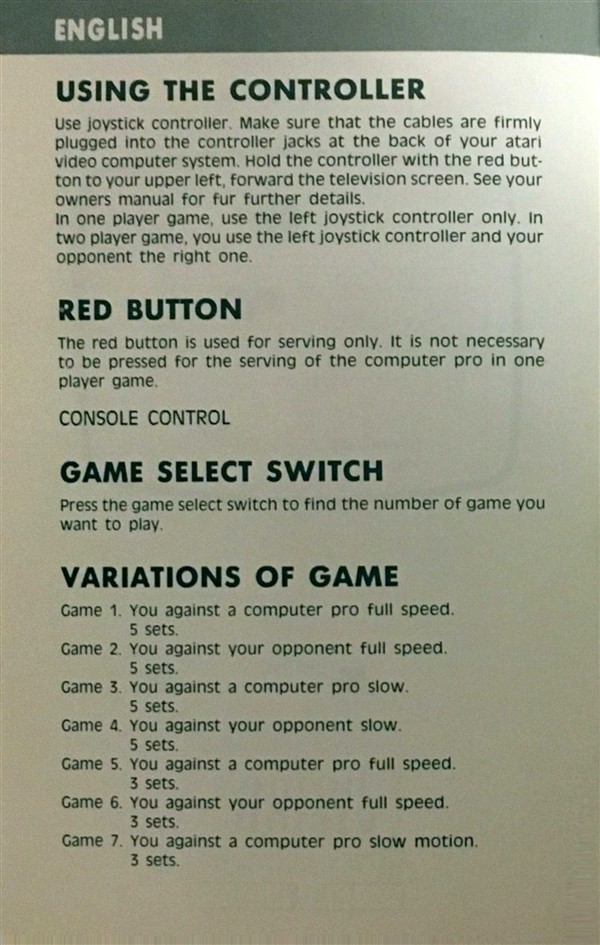 ENGLISH
USING THE CONTROLLER
Use joystick controller. Make sure that the cables are firmly
plugged into the controller jacks at the back of your atari
video computer system. Hold the controller with the red but-
ton to your upper left, forward the television screen. See your
owners manual for fur further details.
In one player game, use the left joystick controller only. In
two player game, you use the left joystick controller and your
opponent the right one.
RED BUTTON
The red button is used for serving only. It is not necessary
to be pressed for the serving of the computer pro in one
player game.
CONSOLE CONTROL
GAME SELECT SWITCH
Press the game select switch to find the number of game you
want to play.
VARIATIONS OF GAME
Game 1. You against a computer pro full speed.
5 sets.
Game 2. You against your opponent full speed.
5 sets.
Game 3. You against a computer pro slow.
5 sets.
Game 4. You against your opponent slow.
5 sets.
Game 5. You against a computer pro full speed.
3 sets.
Game 6. You against your opponent full speed.
3 sets.
Game 7. You against a computer pro slow motion.
3 sets.